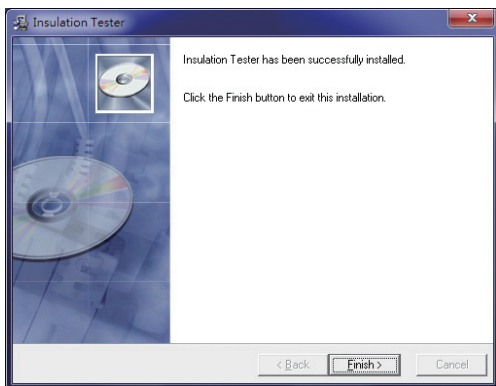 Insulation Tester
Insulation Tester has been successfully installed.
Click the Finish button to exit this installation.
< Back
Finish >
Cancel